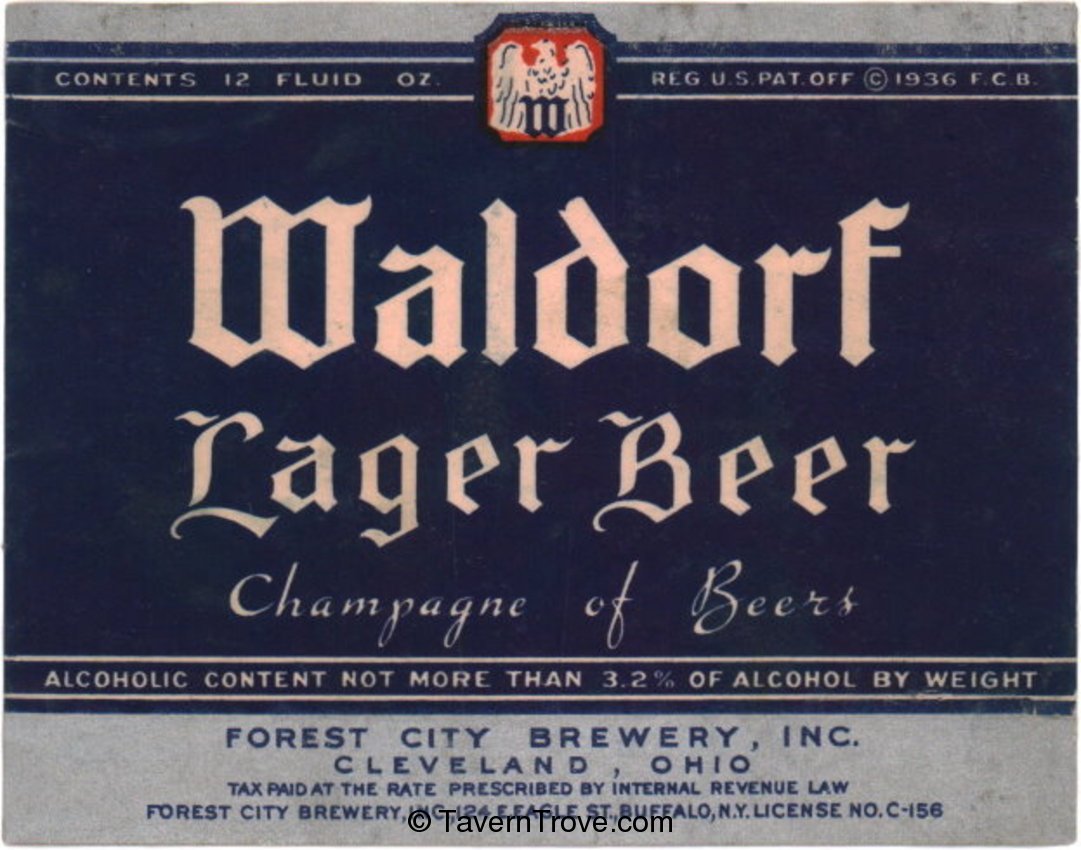 CONTENTS 12 FLUID OZ.
W
REG U.S.PAT.OFF © 1936 F.C.B.
Waldorf
Lager Beer
Champagne of Beers
ALCOHOLIC CONTENT NOT MORE THAN 3.2% OF ALCOHOL BY WEIGHT
FOREST CITY BREWERY, INC.
CLEVELAND, OHIO
TAX PAID AT THE RATE PRESCRIBED BY INTERNAL REVENUE LAW
FOREST CITY BREWERY, INC, 124 E. EAGLE ST. BUFFALO, N.Y. LICENSE NO. C-156
© TavernTrove.com